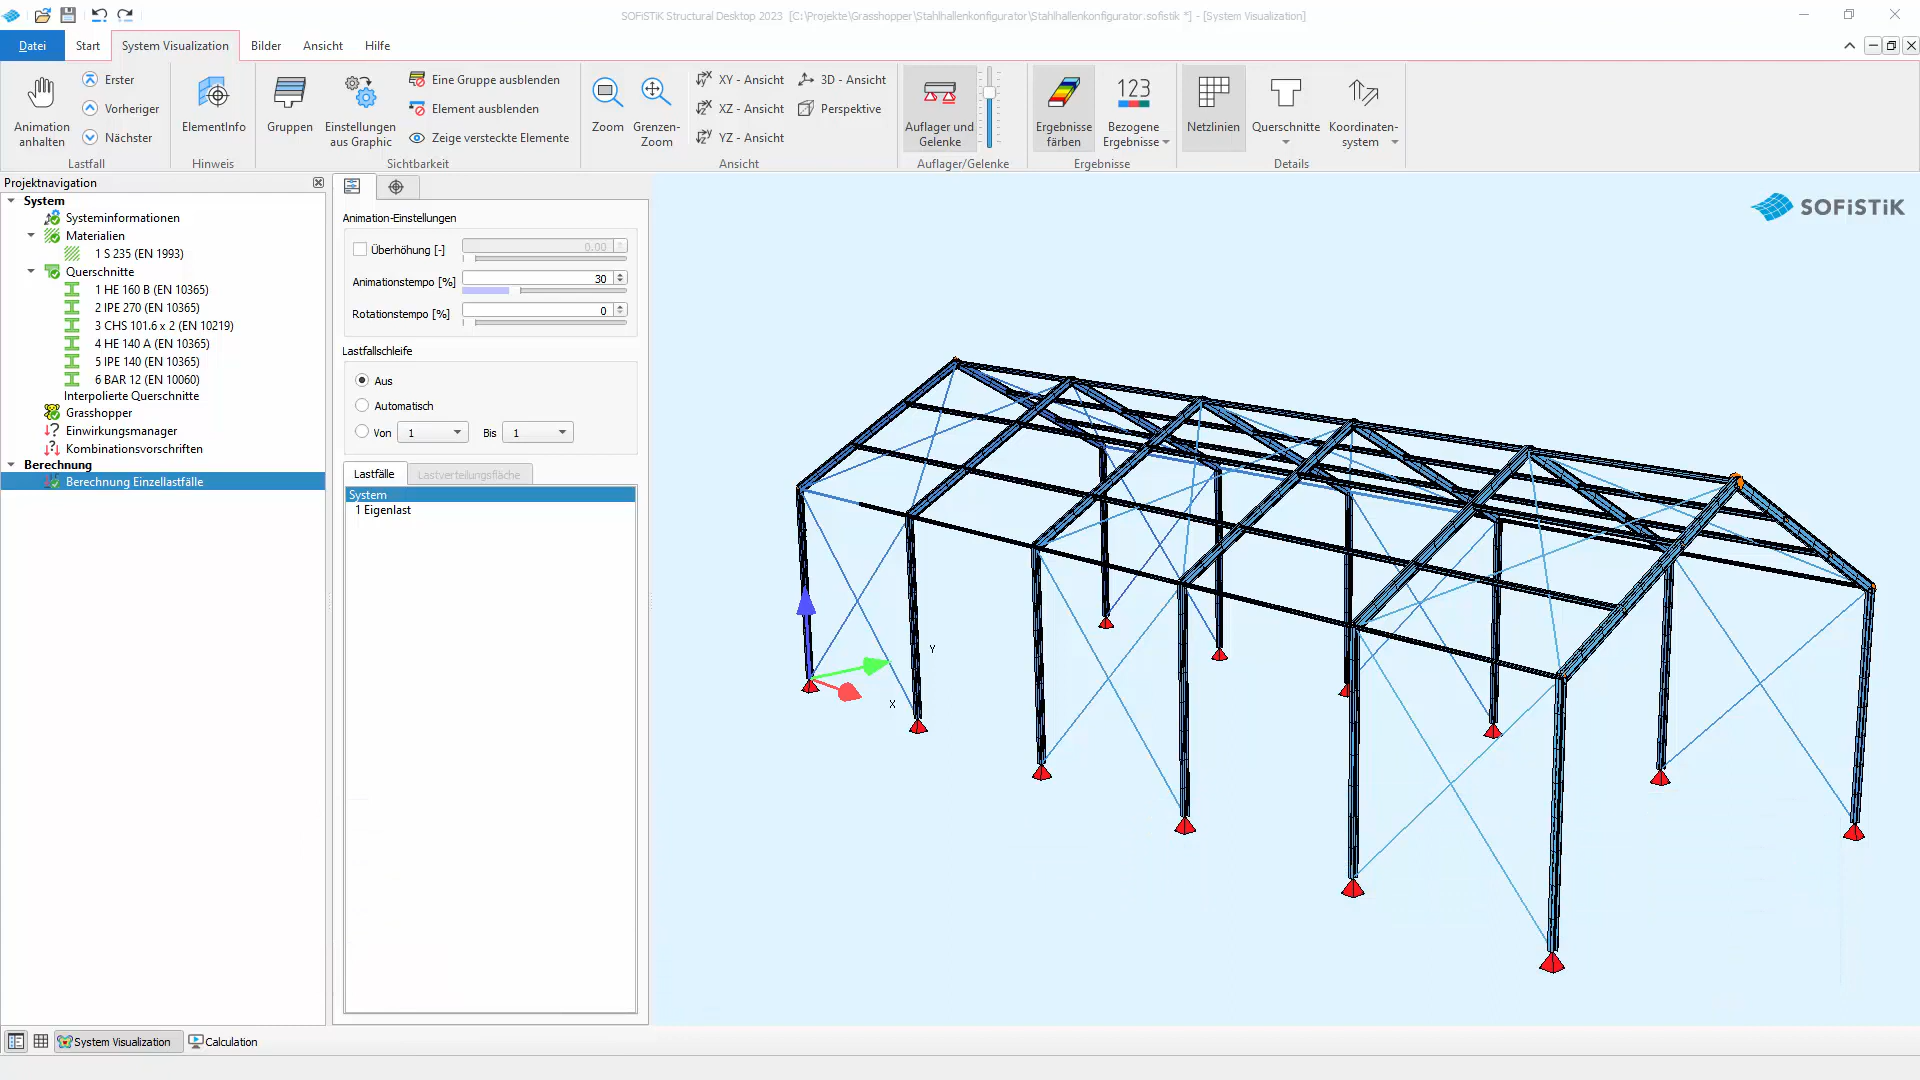 SOFiSTiK Structural Desktop 2023 [C:\Projekte\Grasshopper\Stahlhallenkonfigurator\Stahlhallenkonfigurator.sofistik *] - [System Visualization]
Datei Start System Visualization Bilder Ansicht Hilfe
Animation anhalten
Erster
Vorheriger
Nächster
Lastfall
ElementInfo
Hinweis
Gruppen
Einstellungen aus Graphic
Eine Gruppe ausblenden
Element ausblenden
Zeige versteckte Elemente
Sichtbarkeit
Zoom
Grenzen-Zoom
XY - Ansicht
XZ - Ansicht
YZ - Ansicht
3D - Ansicht
Perspektive
Ansicht
Auflager und Gelenke
Auflager/Gelenke
Ergebnisse färben
123
Bezogene Ergebnisse
Ergebnisse
Netzlinien
Querschnitte
Koordinaten-system
Details
Projektnavigation
System
Systeminformationen
Materialien
1 S 235 (EN 1993)
Querschnitte
1 HE 160 B (EN 10365)
2 IPE 270 (EN 10365)
3 CHS 101.6 x 2 (EN 10219)
4 HE 140 A (EN 10365)
5 IPE 140 (EN 10365)
6 BAR 12 (EN 10060)
Interpolierte Querschnitte
Grasshopper
Einwirkungsmanager
Kombinationsvorschriften
Berechnung
Berechnung Einzellastfälle
Animation-Einstellungen
Überhöhung [-] 0.00
Animationstempo [%] 30
Rotationstempo [%] 0
Lastfallschleife
Aus
Automatisch
Von 1 Bis 1
Lastfälle Lastverteilungsfläche
System
1 Eigenlast
SOFiSTiK
Y
X
System Visualization Calculation